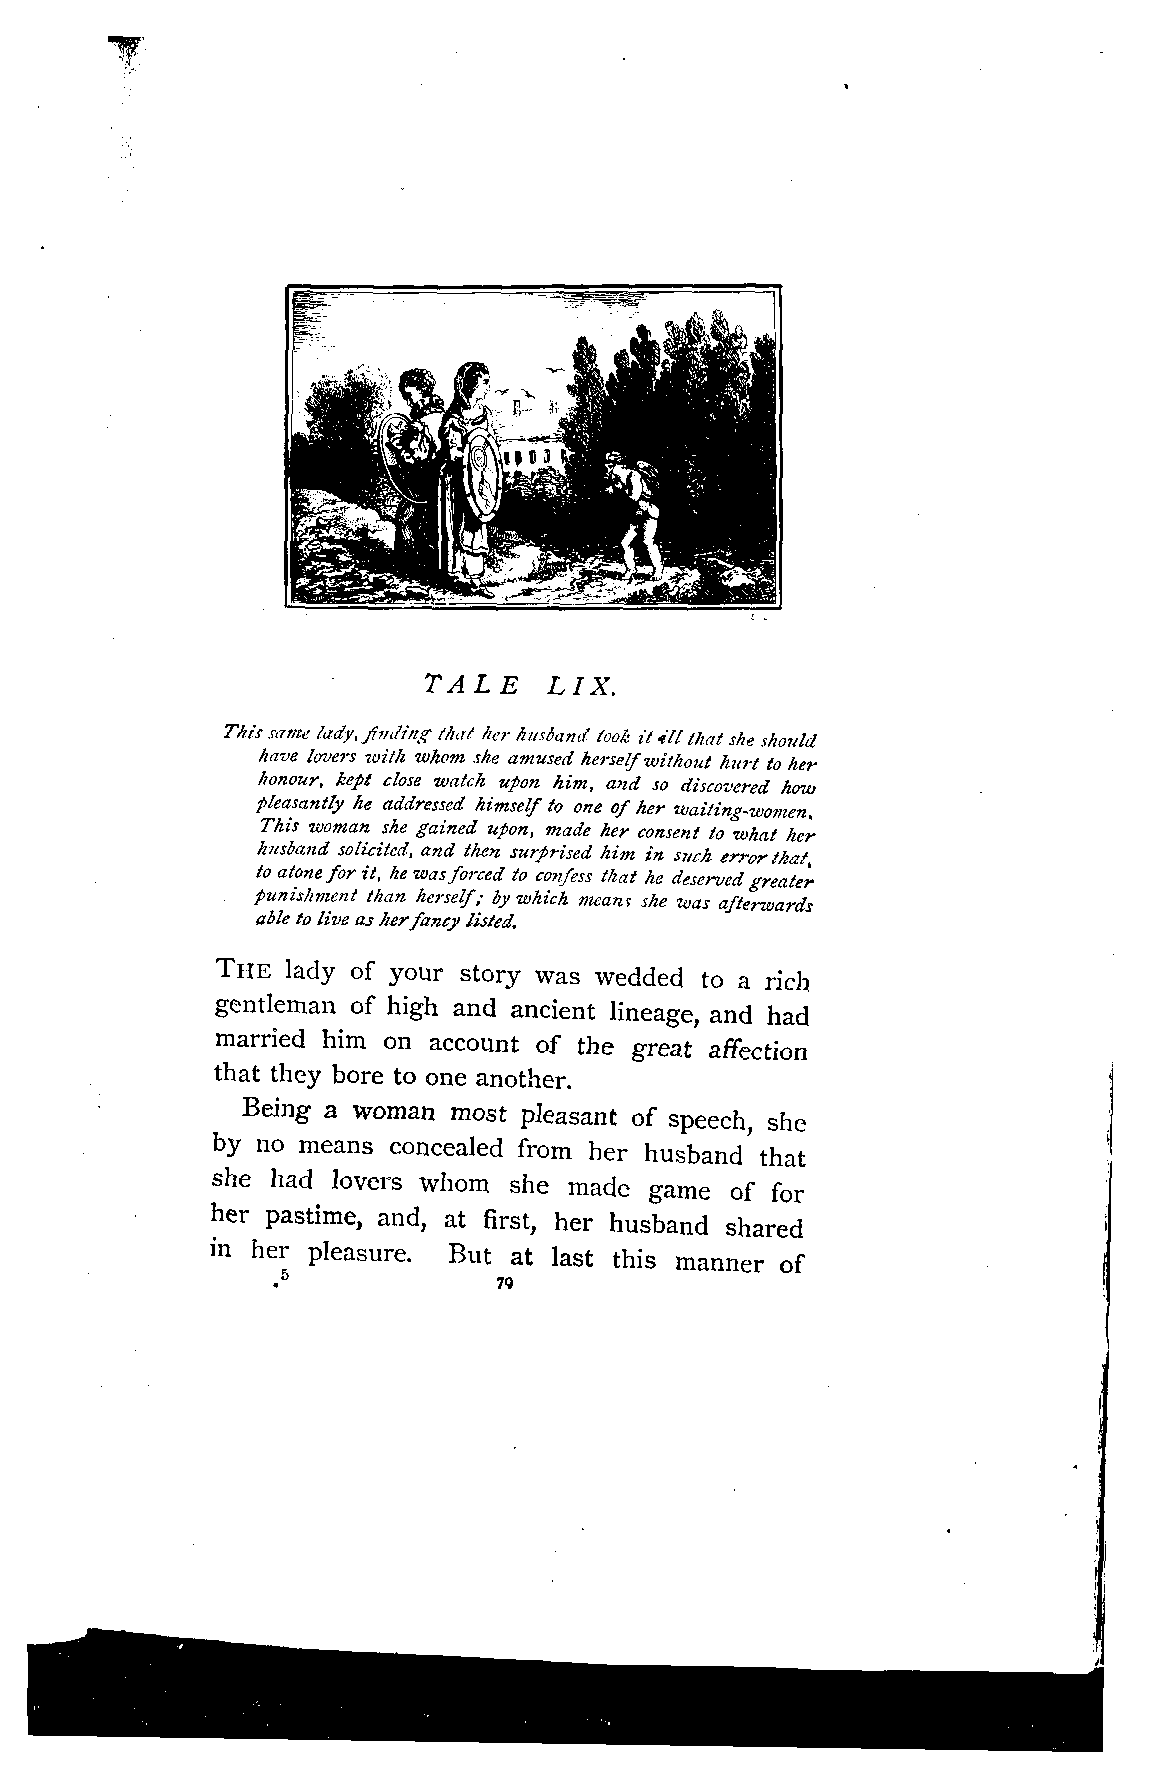 TALE LIX.
This same lady, finding that her husband took it ill that she should
have lovers with whom she amused herself without hurt to her
honour, kept close watch upon him, and so discovered how
pleasantly he addressed himself to one of her waiting-women.
This woman she gained upon, made her consent to what her
husband solicited, and then surprised him in such error that,
to atone for it, he was forced to confess that he deserved greater
punishment than herself; by which means she was afterwards
able to live as her fancy listed.
THE lady of your story was wedded to a rich
gentleman of high and ancient lineage, and had
married him on account of the great affection
that they bore to one another.
Being a woman most pleasant of speech, she
by no means concealed from her husband that
she had lovers whom she made game of for
her pastime, and, at first, her husband shared
in her pleasure. But at last this manner of
5 79